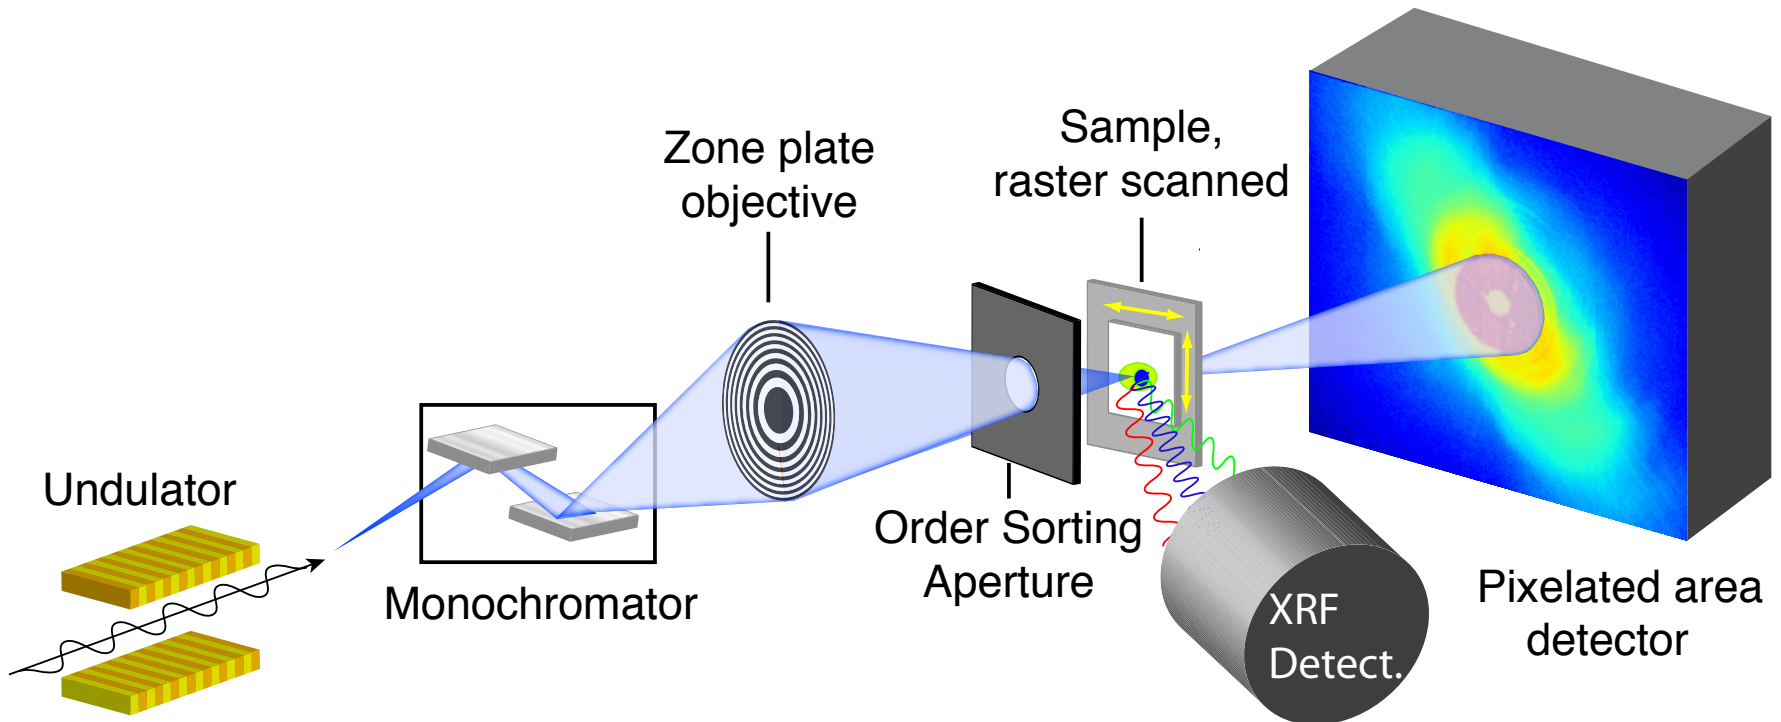 Undulator
Monochromator
Zone plate
objective
Order Sorting
Aperture
Sample,
raster scanned
XRF
Detect.
Pixelated area
detector